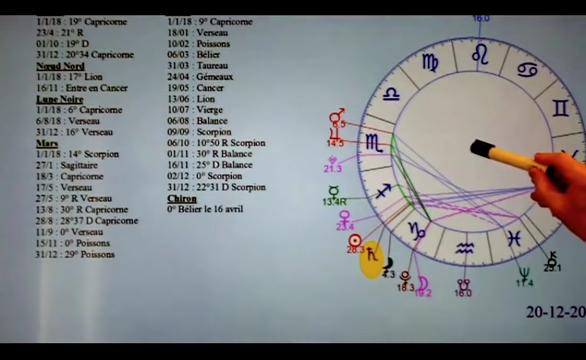 1/1/18 : 19° Capricorne
23/4 : 21° R
01/10 : 19° D
31/12 : 20°34 Capricorne
Nœud Nord
1/1/18 : 17° Lion
16/11 : Entre en Cancer
Lune Noire
1/1/18 : 6° Capricorne
6/8/18 : Verseau
31/12 : 16° Verseau
Mars
1/1/18 : 14° Scorpion
27/1 : Sagittaire
18/3 : Capricorne
17/5 : Verseau
27/5 : 9° R Verseau
13/8 : 30° R Capricorne
28/8 : 28°37 D Capricorne
11/9 : 0° Verseau
15/11 : 0° Poissons
31/12 : 29° Poissons
1/1/18 : 9° Capricorne
18/01 : Verseau
10/02 : Poissons
06/03 : Bélier
31/03 : Taureau
24/04 : Gémeaux
19/05 : Cancer
13/06 : Lion
10/07 : Vierge
06/08 : Balance
09/09 : Scorpion
06/10 : 10°50 R Scorpion
01/11 : 30° R Balance
16/11 : 25° D Balance
02/12 : 0° Scorpion
31/12 : 22°31 D Scorpion
Chiron
0° Bélier le 16 avril
16.0
14.5
21.3
13.4R
23.4
28.3
4.3
18.3
19.2
16.0
11.4
25.1
20-12-20